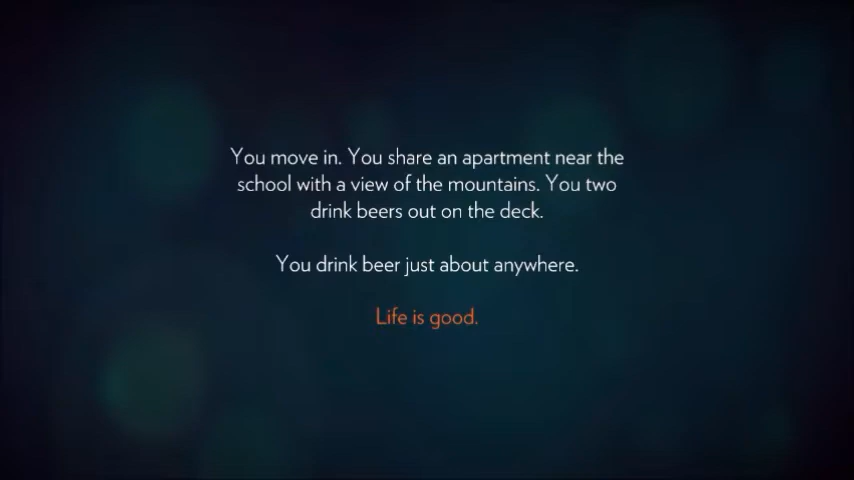 You move in. You share an apartment near the
school with a view of the mountains. You two
drink beers out on the deck.
You drink beer just about anywhere.
Life is good.